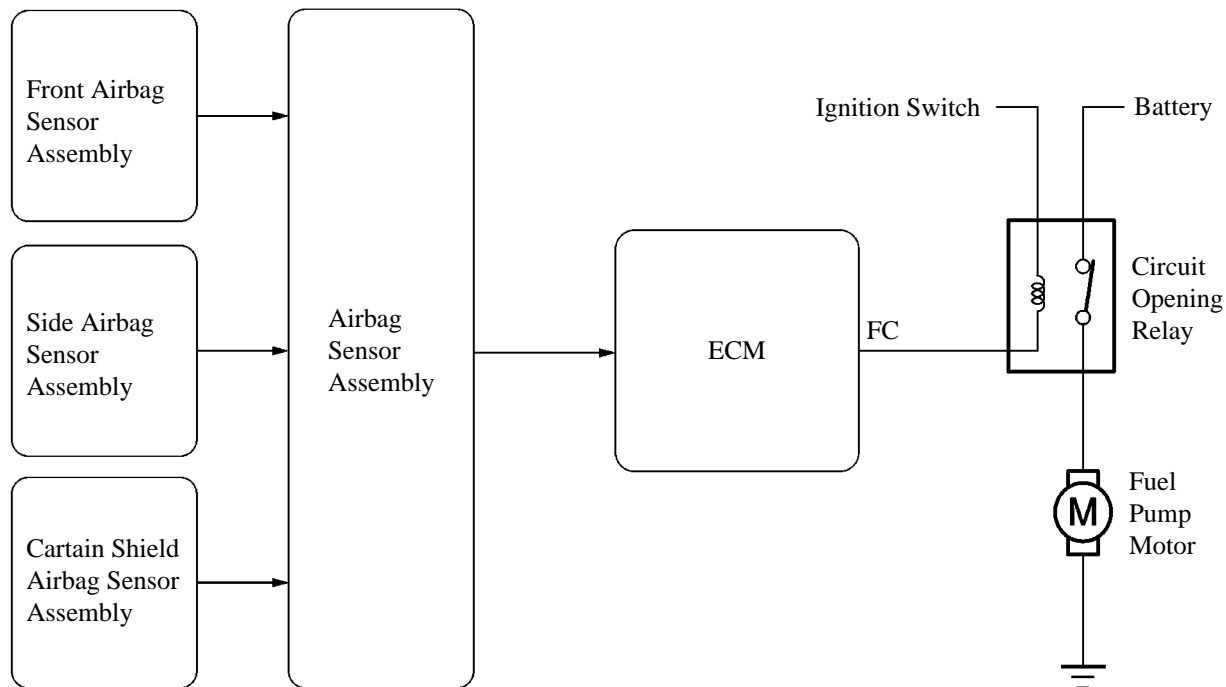 Front Airbag
Sensor
Assembly
Side Airbag
Sensor
Assembly
Cartain Shield
Airbag Sensor
Assembly
Airbag
Sensor
Assembly
ECM
FC
Ignition Switch
Battery
Circuit
Opening
Relay
M
Fuel
Pump
Motor